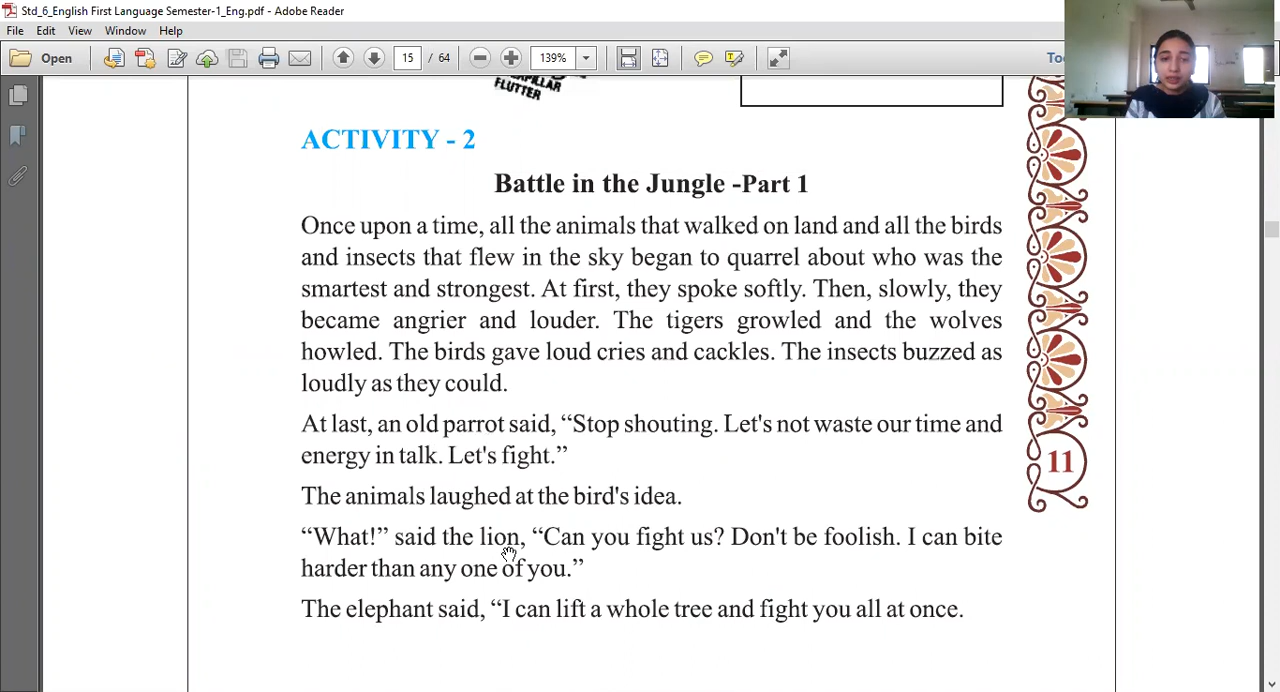 Std_6_English First Language Semester-1_Eng.pdf - Adobe Reader
File Edit View Window Help
Open 15 / 64 139%
FLUTTER
ACTIVITY - 2
Battle in the Jungle -Part 1
Once upon a time, all the animals that walked on land and all the birds
and insects that flew in the sky began to quarrel about who was the
smartest and strongest. At first, they spoke softly. Then, slowly, they
became angrier and louder. The tigers growled and the wolves
howled. The birds gave loud cries and cackles. The insects buzzed as
loudly as they could.
At last, an old parrot said, “Stop shouting. Let's not waste our time and
energy in talk. Let's fight.”
11
The animals laughed at the bird's idea.
“What!” said the lion, “Can you fight us? Don't be foolish. I can bite
harder than any one of you.”
The elephant said, “I can lift a whole tree and fight you all at once.